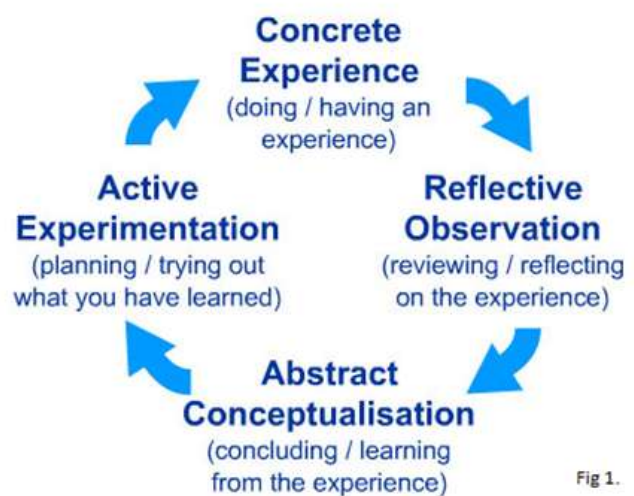 Concrete
Experience
(doing / having an
experience)
Reflective
Observation
(reviewing / reflecting
on the experience)
Abstract
Conceptualisation
(concluding / learning
from the experience)
Active
Experimentation
(planning / trying out
what you have learned)
Fig 1.